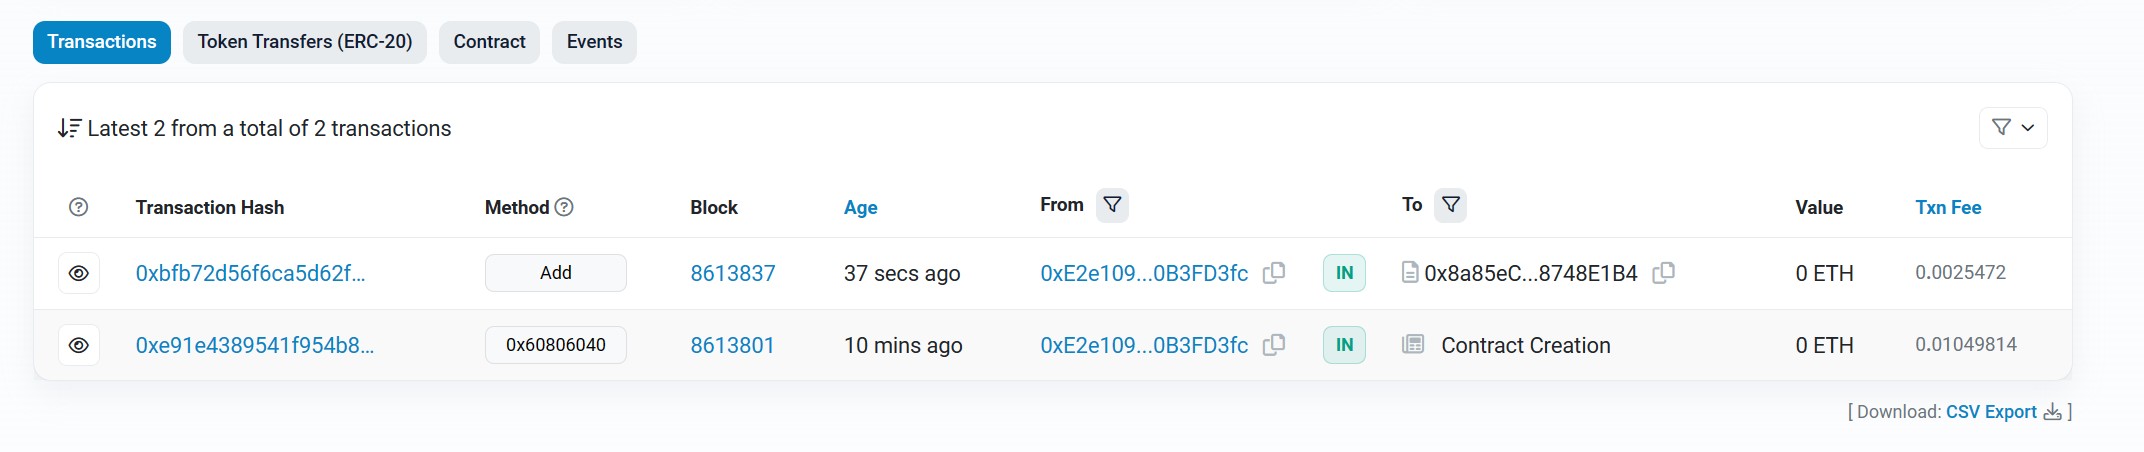 Transactions Token Transfers (ERC-20) Contract Events
Latest 2 from a total of 2 transactions
Transaction Hash Method Block Age From To Value Txn Fee
0xbfb72d56f6ca5d62f... Add 8613837 37 secs ago 0xE2e109...0B3FD3fc IN 0x8a85eC...8748E1B4 0 ETH 0.0025472
0xe91e4389541f954b8... 0x60806040 8613801 10 mins ago 0xE2e109...0B3FD3fc IN Contract Creation 0 ETH 0.01049814
[ Download: CSV Export ]